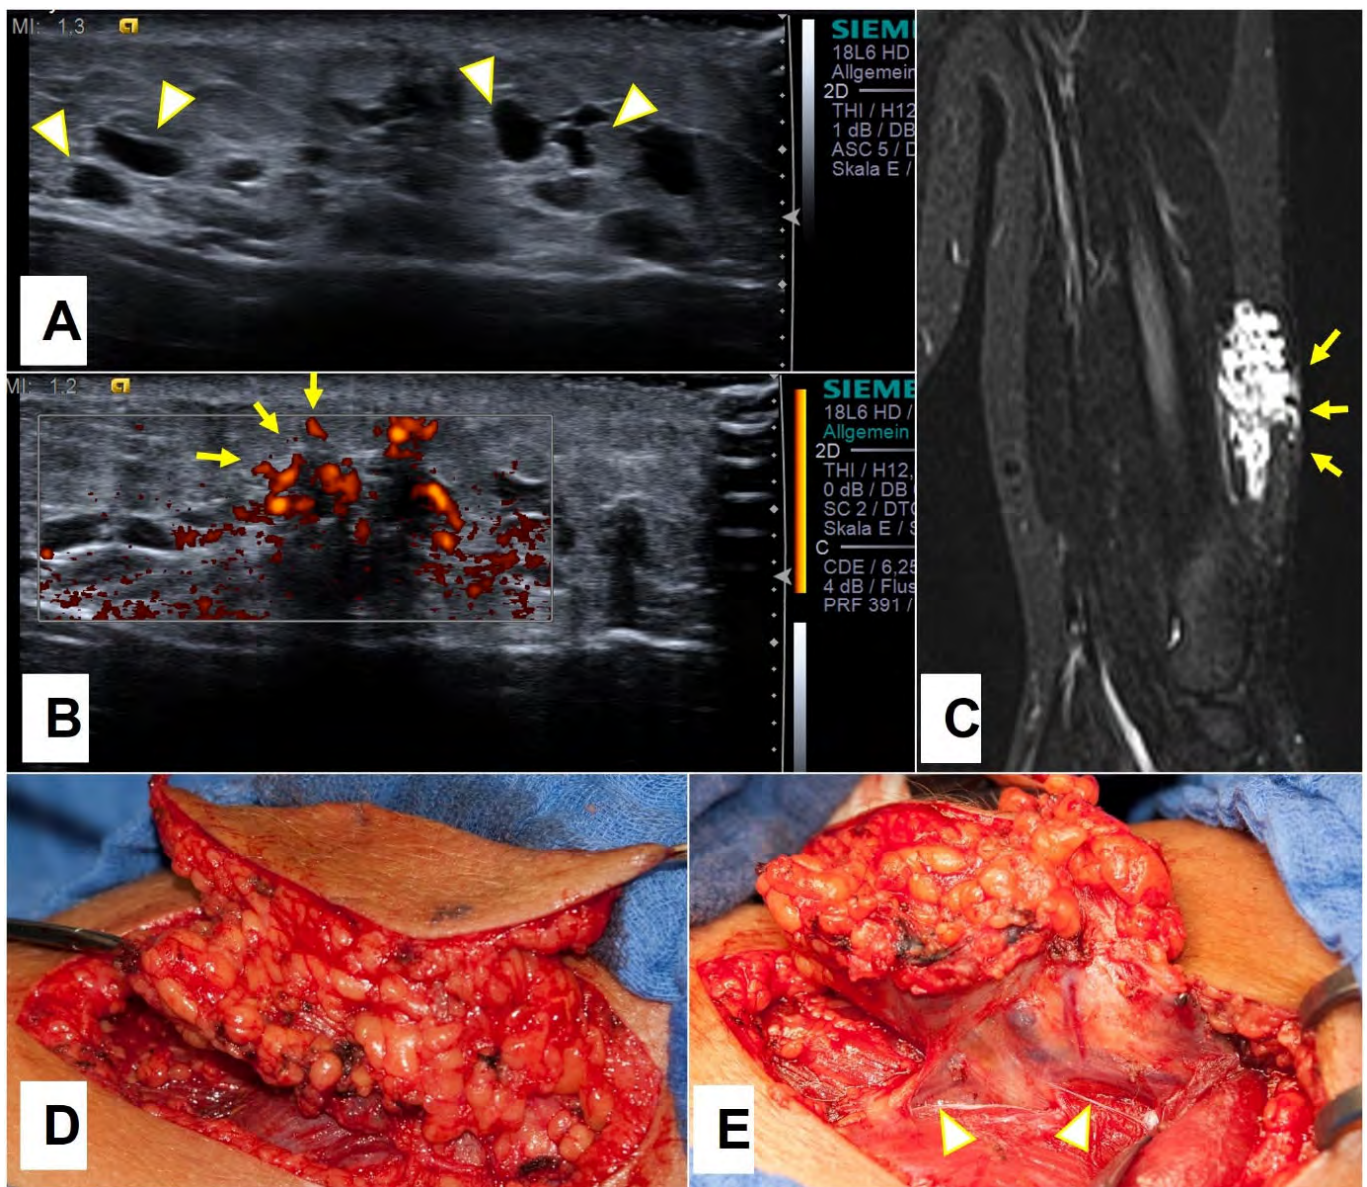 MI: 1.3
SIEM
18L6 HD
Allgemein
2D
THI / H12
1 dB / DB
ASC 5 / D
Skala E /
A
MI: 1.2
SIEME
18L6 HD /
Allgemein
2D
THI / H12,
0 dB / DB
SC 2 / DTC
Skala E / S
C
CDE / 6,25
4 dB / Flus
PRF 391 /
B
C
D
E